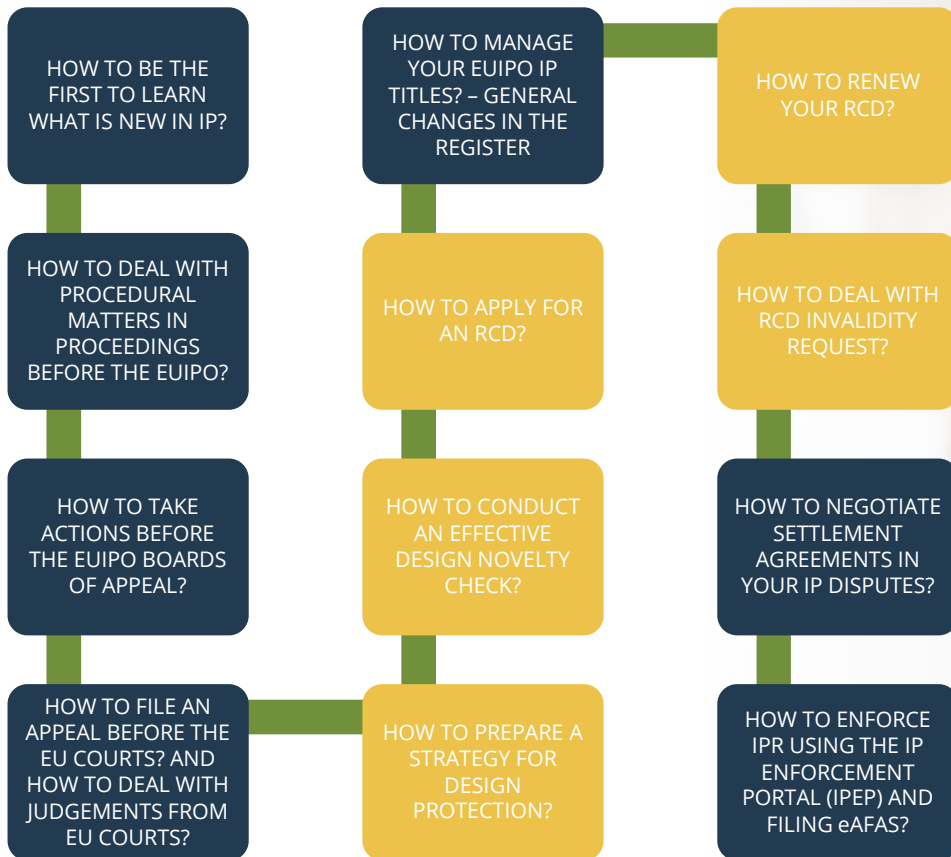 HOW TO BE THE
FIRST TO LEARN
WHAT IS NEW IN IP?
HOW TO DEAL WITH
PROCEDURAL
MATTERS IN
PROCEEDINGS
BEFORE THE EUIPO?
HOW TO TAKE
ACTIONS BEFORE
THE EUIPO BOARDS
OF APPEAL?
HOW TO FILE AN
APPEAL BEFORE THE
EU COURTS? AND
HOW TO DEAL WITH
JUDGEMENTS FROM
EU COURTS?
HOW TO PREPARE A
STRATEGY FOR
DESIGN
PROTECTION?
HOW TO CONDUCT
AN EFFECTIVE
DESIGN NOVELTY
CHECK?
HOW TO APPLY FOR
AN RCD?
HOW TO MANAGE
YOUR EUIPO IP
TITLES? – GENERAL
CHANGES IN THE
REGISTER
HOW TO RENEW
YOUR RCD?
HOW TO DEAL WITH
RCD INVALIDITY
REQUEST?
HOW TO NEGOTIATE
SETTLEMENT
AGREEMENTS IN
YOUR IP DISPUTES?
HOW TO ENFORCE
IPR USING THE IP
ENFORCEMENT
PORTAL (IPEP) AND
FILING eAFAS?